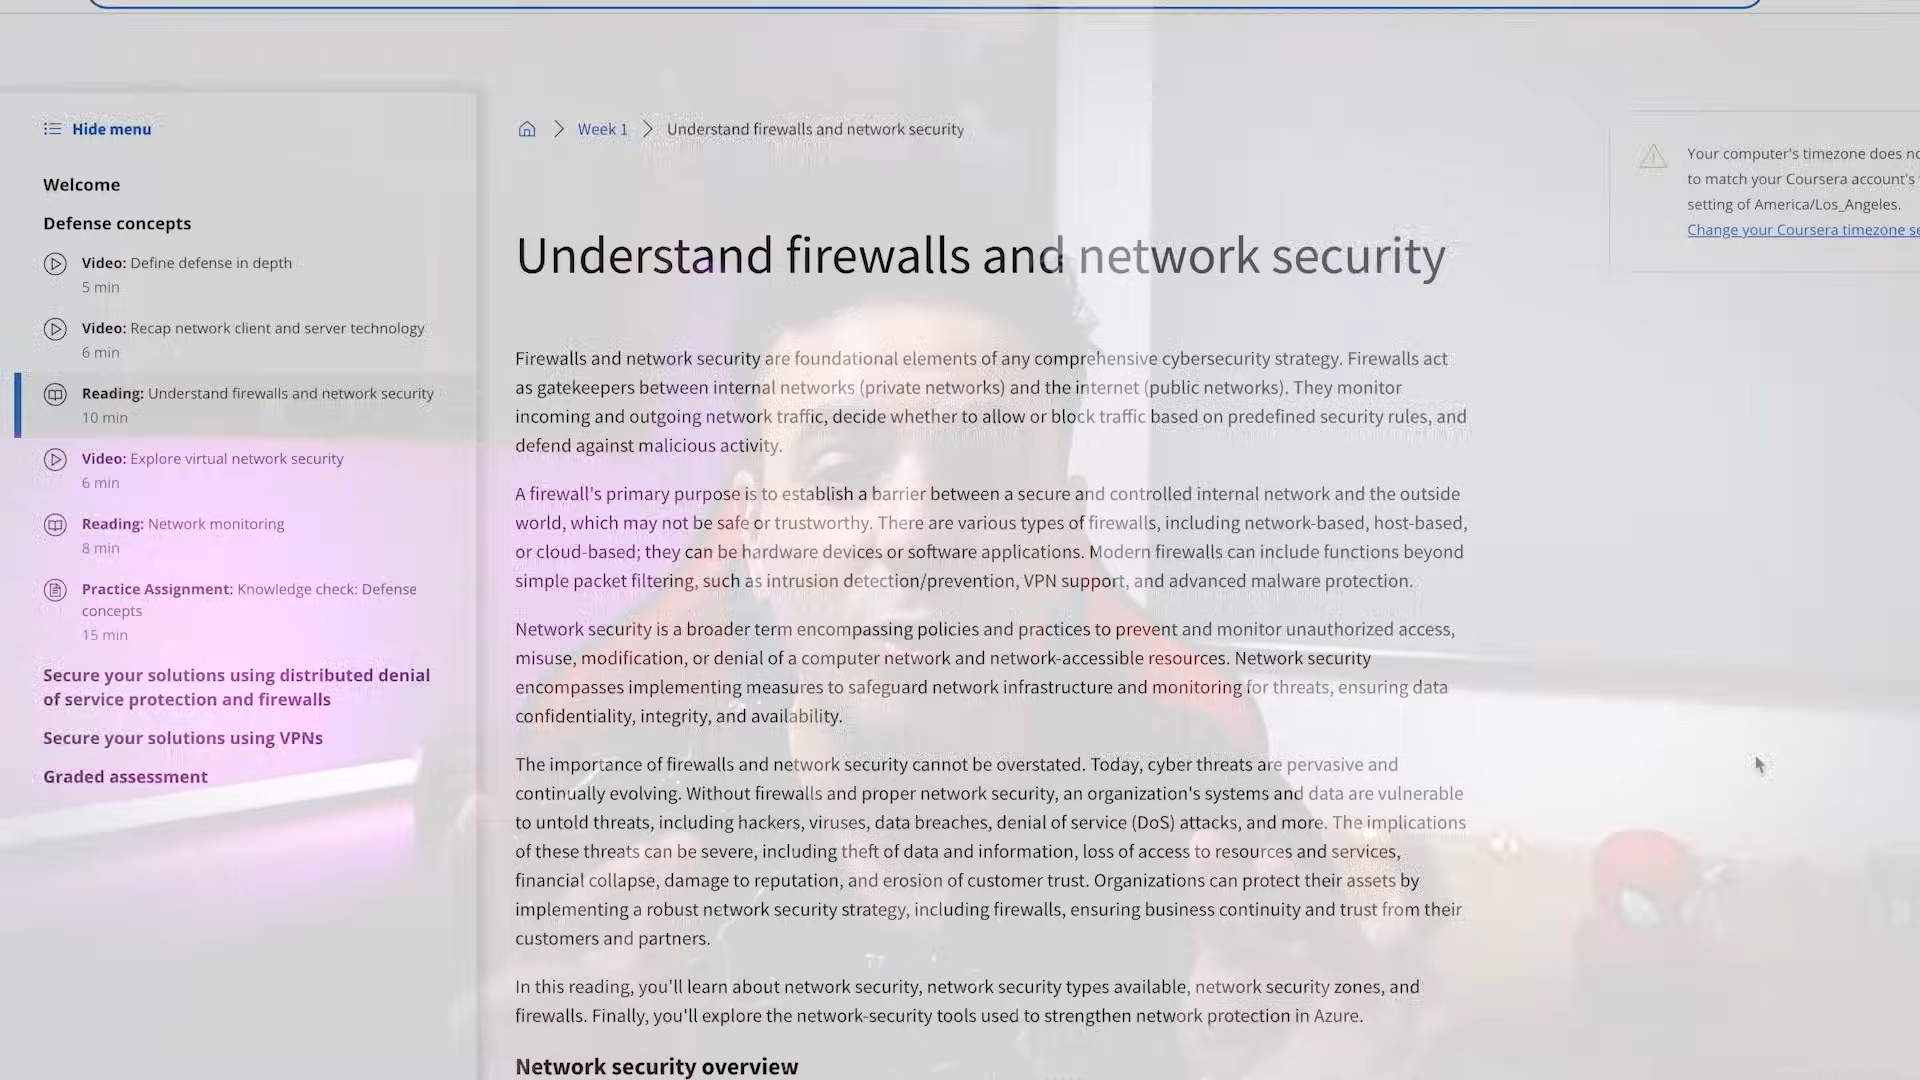 Hide menu
Welcome
Defense concepts
Video: Define defense in depth
5 min
Video: Recap network client and server technology
6 min
Reading: Understand firewalls and network security
10 min
Video: Explore virtual network security
6 min
Reading: Network monitoring
8 min
Practice Assignment: Knowledge check: Defense
concepts
15 min
Secure your solutions using distributed denial
of service protection and firewalls
Secure your solutions using VPNs
Graded assessment
Week 1 Understand firewalls and network security
Understand firewalls and network security
Firewalls and network security are foundational elements of any comprehensive cybersecurity strategy. Firewalls act
as gatekeepers between internal networks (private networks) and the internet (public networks). They monitor
incoming and outgoing network traffic, decide whether to allow or block traffic based on predefined security rules, and
defend against malicious activity.
A firewall's primary purpose is to establish a barrier between a secure and controlled internal network and the outside
world, which may not be safe or trustworthy. There are various types of firewalls, including network-based, host-based,
or cloud-based; they can be hardware devices or software applications. Modern firewalls can include functions beyond
simple packet filtering, such as intrusion detection/prevention, VPN support, and advanced malware protection.
Network security is a broader term encompassing policies and practices to prevent and monitor unauthorized access,
misuse, modification, or denial of a computer network and network-accessible resources. Network security
encompasses implementing measures to safeguard network infrastructure and monitoring for threats, ensuring data
confidentiality, integrity, and availability.
The importance of firewalls and network security cannot be overstated. Today, cyber threats are pervasive and
continually evolving. Without firewalls and proper network security, an organization's systems and data are vulnerable
to untold threats, including hackers, viruses, data breaches, denial of service (DoS) attacks, and more. The implications
of these threats can be severe, including theft of data and information, loss of access to resources and services,
financial collapse, damage to reputation, and erosion of customer trust. Organizations can protect their assets by
implementing a robust network security strategy, including firewalls, ensuring business continuity and trust from their
customers and partners.
In this reading, you'll learn about network security, network security types available, network security zones, and
firewalls. Finally, you'll explore the network-security tools used to strengthen network protection in Azure.
Network security overview
Your computer's timezone does no
to match your Coursera account's
setting of America/Los_Angeles.
Change your Coursera timezone se